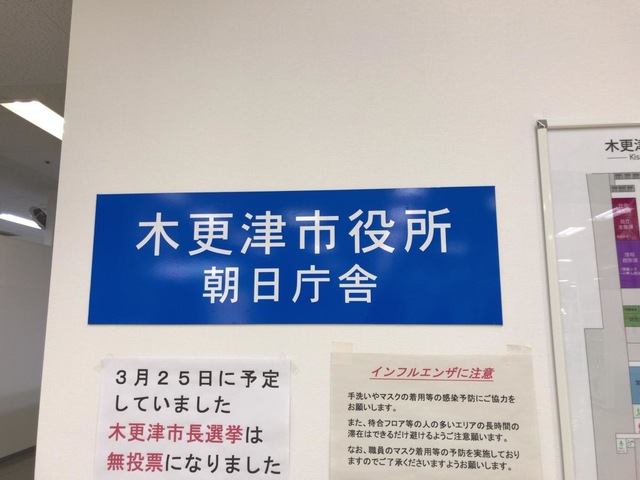 木更津市役所
朝日庁舎
3月25日に予定
していました
木更津市長選挙は
無投票になりました
インフルエンザに注意
手洗いやマスクの着用等の感染予防にご協力を
お願いします。
また、待合フロア等の人の多いエリアの長時間の
滞在はできるだけ避けるようご注意願います。
なお、職員のマスク着用等の予防を実施しており
ますのでご了承くださいますようお願いします。
木更
Kis